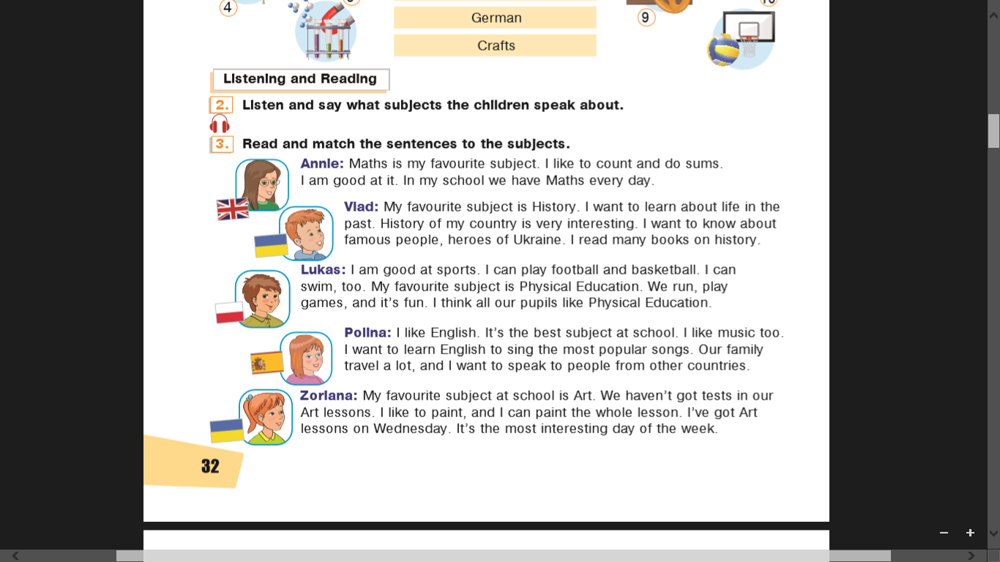 4
German
9
Crafts
Listening and Reading
2. Listen and say what subjects the children speak about.
3. Read and match the sentences to the subjects.
Annie: Maths is my favourite subject. I like to count and do sums.
I am good at it. In my school we have Maths every day.
Vlad: My favourite subject is History. I want to learn about life in the
past. History of my country is very interesting. I want to know about
famous people, heroes of Ukraine. I read many books on history.
Lukas: I am good at sports. I can play football and basketball. I can
swim, too. My favourite subject is Physical Education. We run, play
games, and it's fun. I think all our pupils like Physical Education.
Polina: I like English. It's the best subject at school. I like music too.
I want to learn English to sing the most popular songs. Our family
travel a lot, and I want to speak to people from other countries.
Zoriana: My favourite subject at school is Art. We haven't got tests in our
Art lessons. I like to paint, and I can paint the whole lesson. I've got Art
lessons on Wednesday. It's the most interesting day of the week.
32